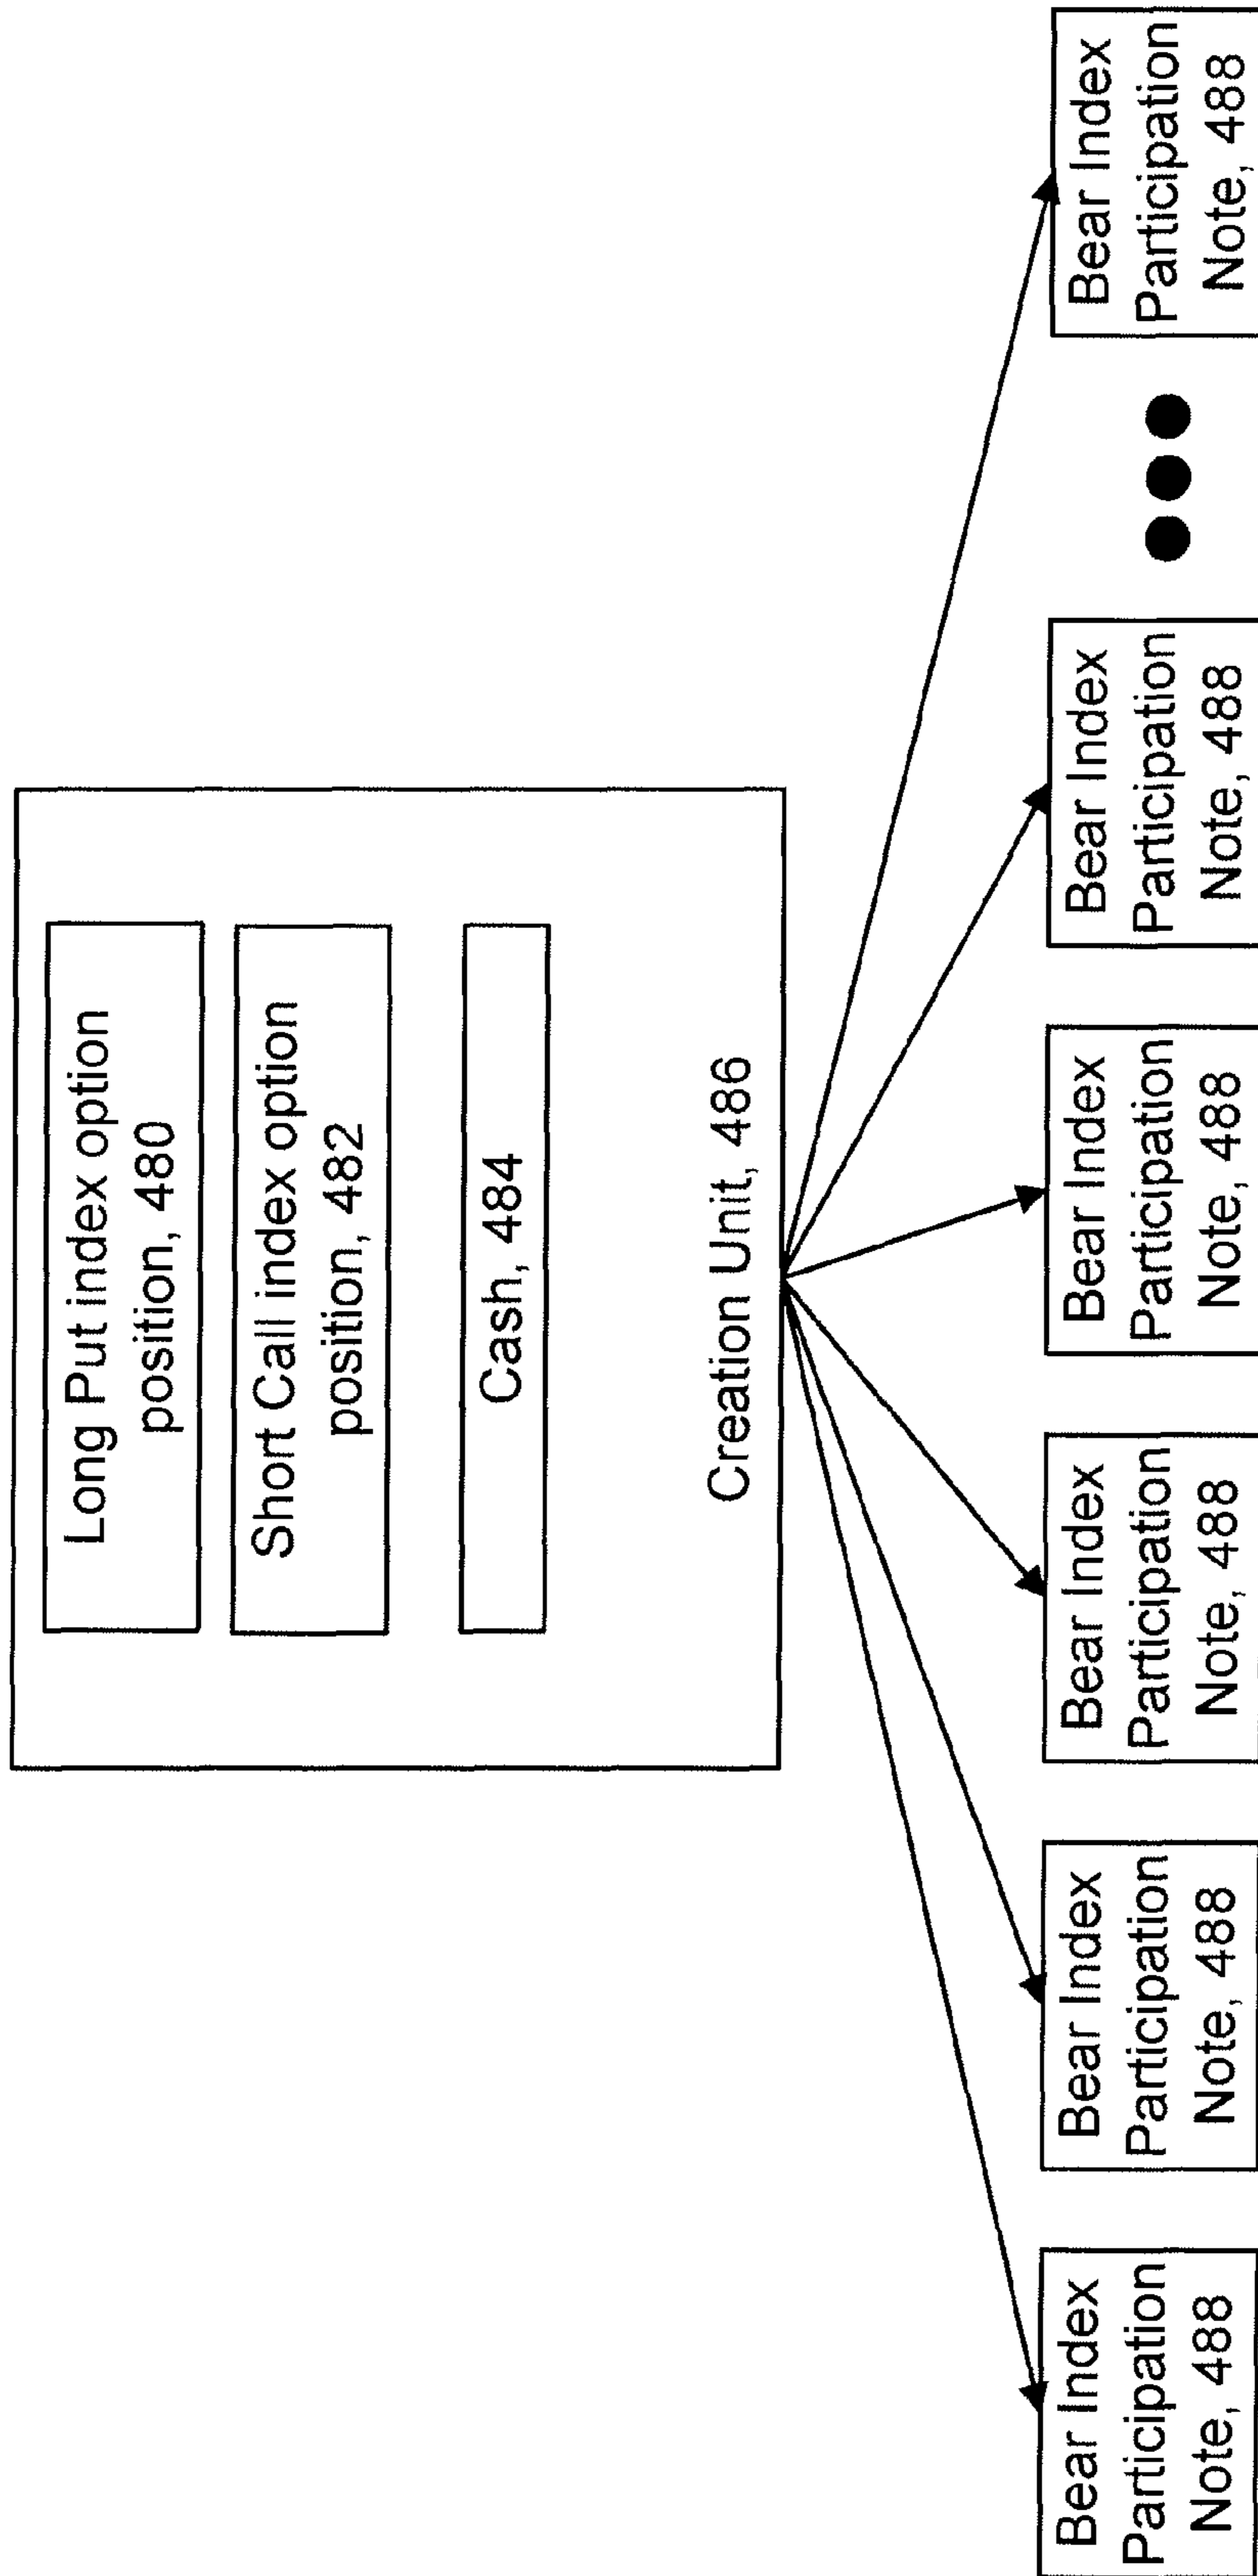 Long Put index option
position, 480
Short Call index option
position, 482
Cash, 484
Creation Unit, 486
Bear Index
Participation
Note, 488
Bear Index
Participation
Note, 488
Bear Index
Participation
Note, 488
Bear Index
Participation
Note, 488
Bear Index
Participation
Note, 488
Bear Index
Participation
Note, 488